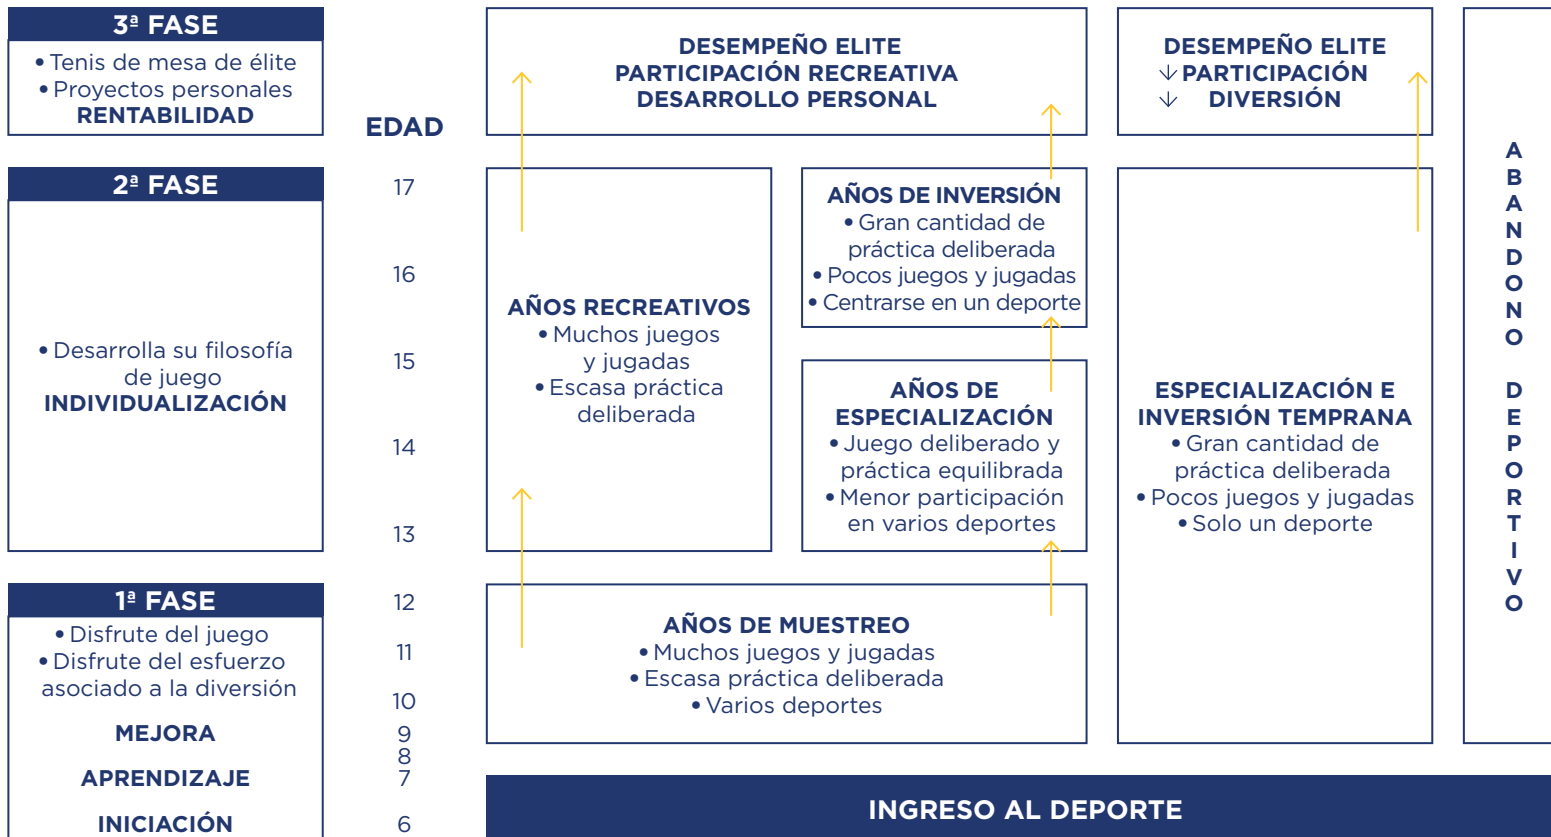 3ª FASE
• Tenis de mesa de élite
• Proyectos personales
RENTABILIDAD
2ª FASE
• Desarrolla su filosofía
de juego
INDIVIDUALIZACIÓN
1ª FASE
• Disfrute del juego
• Disfrute del esfuerzo
asociado a la diversión
MEJORA
APRENDIZAJE
INICIACIÓN
EDAD
17
16
15
14
13
12
11
10
9
8
7
6
DESEMPEÑO ELITE
PARTICIPACIÓN RECREATIVA
DESARROLLO PERSONAL
AÑOS RECREATIVOS
• Muchos juegos
y jugadas
• Escasa práctica
deliberada
AÑOS DE INVERSIÓN
• Gran cantidad de
práctica deliberada
• Pocos juegos y jugadas
• Centrarse en un deporte
AÑOS DE
ESPECIALIZACIÓN
• Juego deliberado y
práctica equilibrada
• Menor participación
en varios deportes
AÑOS DE MUESTREO
• Muchos juegos y jugadas
• Escasa práctica deliberada
• Varios deportes
DESEMPEÑO ELITE
↓ PARTICIPACIÓN
↓ DIVERSIÓN
ESPECIALIZACIÓN E
INVERSIÓN TEMPRANA
• Gran cantidad de
práctica deliberada
• Pocos juegos y jugadas
• Solo un deporte
ABANDONO DEPORTIVO
INGRESO AL DEPORTE